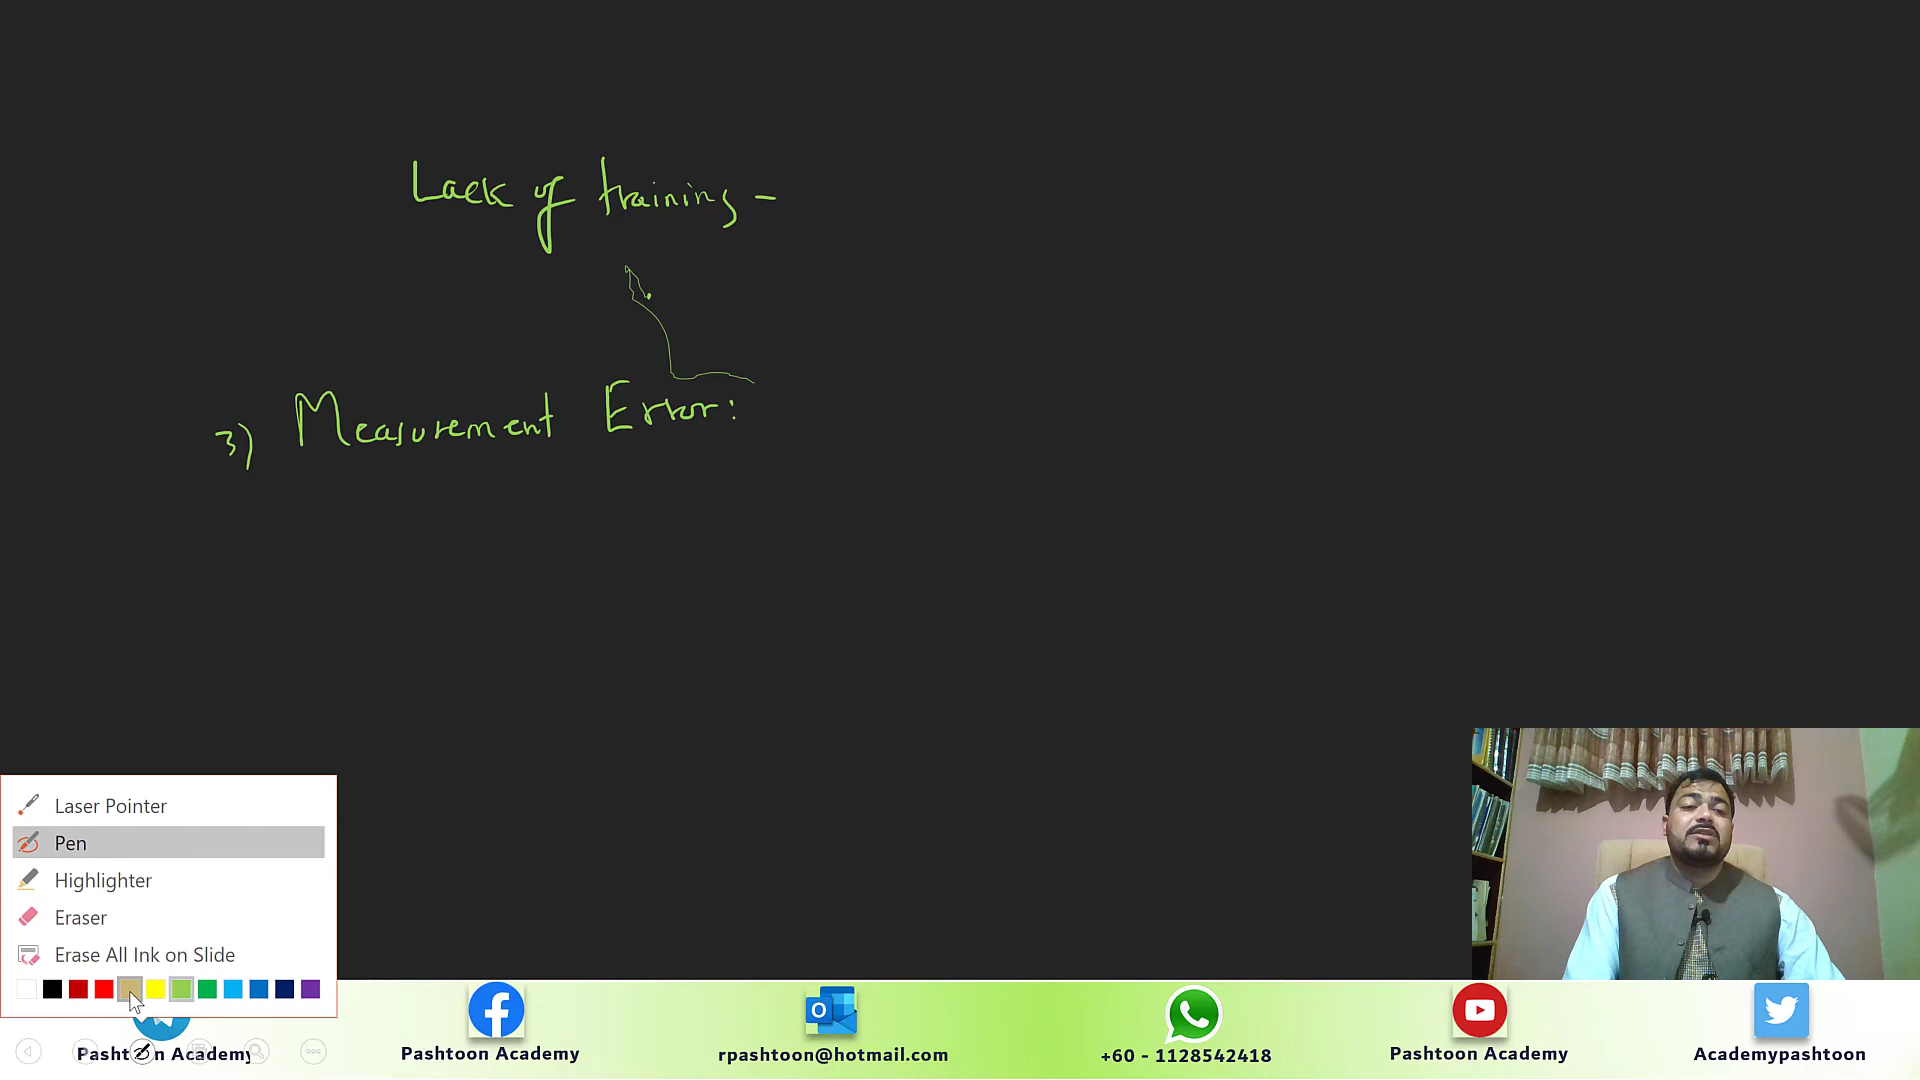 Lack of training -
3) Measurement Error:
Laser Pointer
Pen
Highlighter
Eraser
Erase All Ink on Slide
Pashtoon Academy
Pashtoon Academy
rpashtoon@hotmail.com
+60 - 1128542418
Pashtoon Academy
Academypashtoon